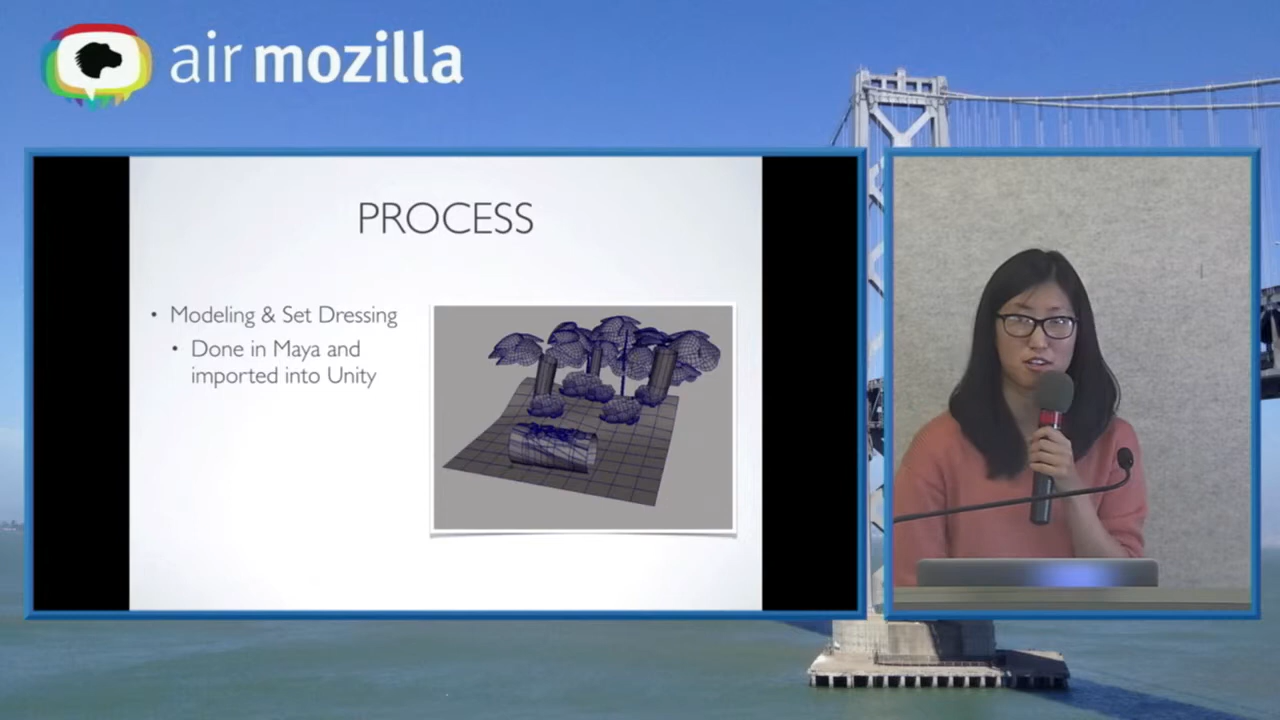 air mozilla
PROCESS
• Modeling & Set Dressing
• Done in Maya and
imported into Unity